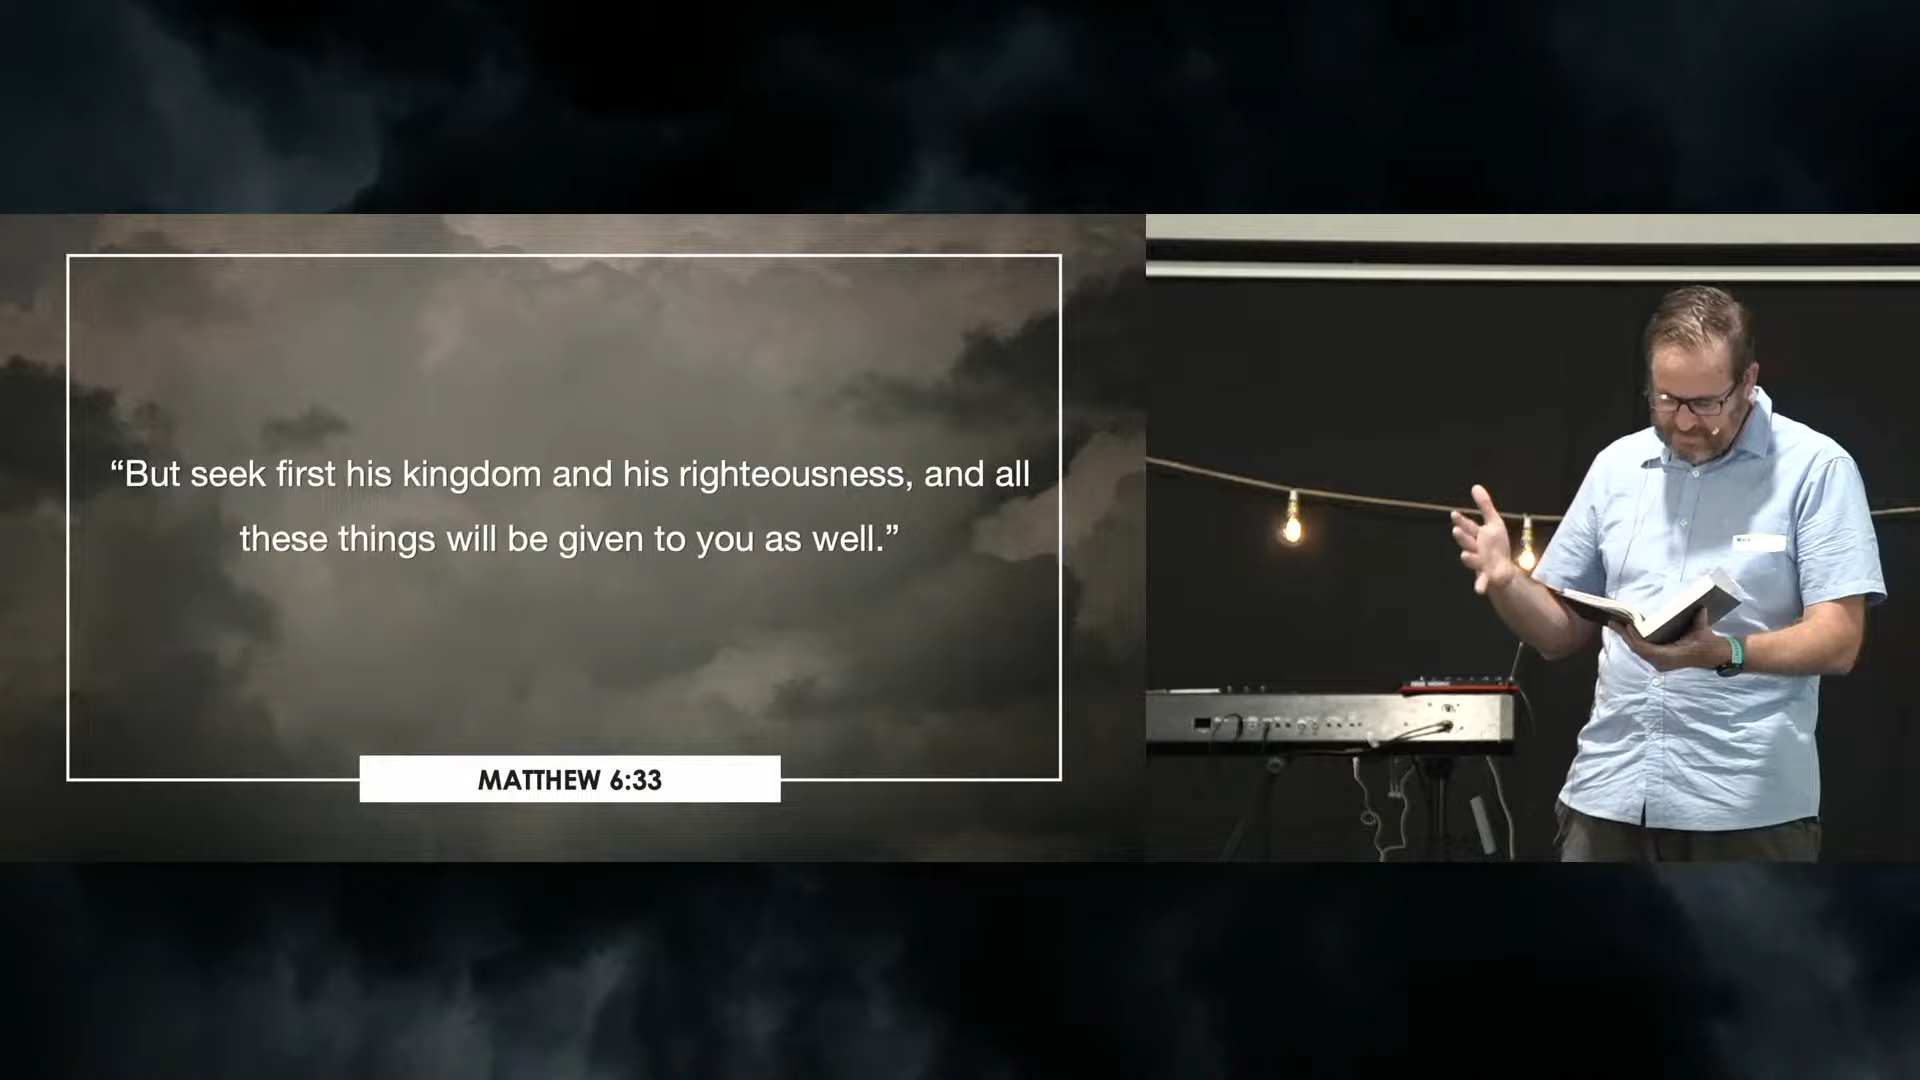 “But seek first his kingdom and his righteousness, and all
these things will be given to you as well.”
MATTHEW 6:33